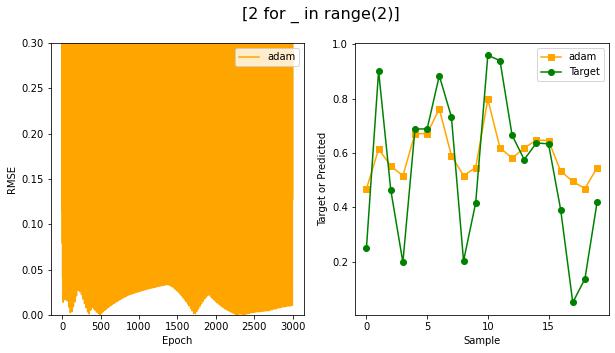 [2 for _ in range(2)]
RMSE
0.30
0.25
0.20
0.15
0.10
0.05
0.00
0
500
1000
1500
2000
2500
3000
Epoch
adam
Target or Predicted
1.0
0.8
0.6
0.4
0.2
0
5
10
15
Sample
adam
Target